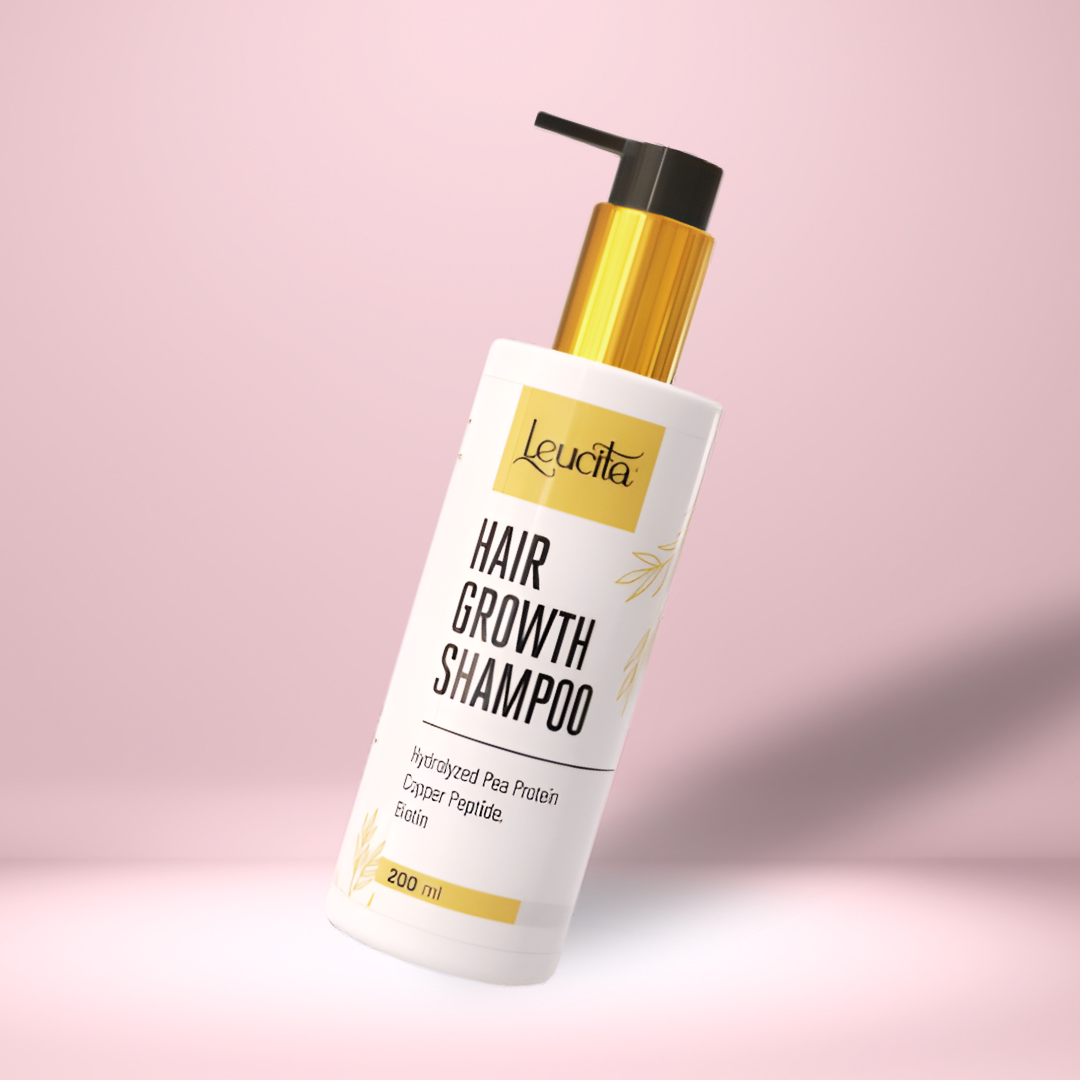 Leucita
HAIR
GROWTH
SHAMPOO
Hydrolyzed Pea Protein
Copper Peptide,
Biotin
200 ml